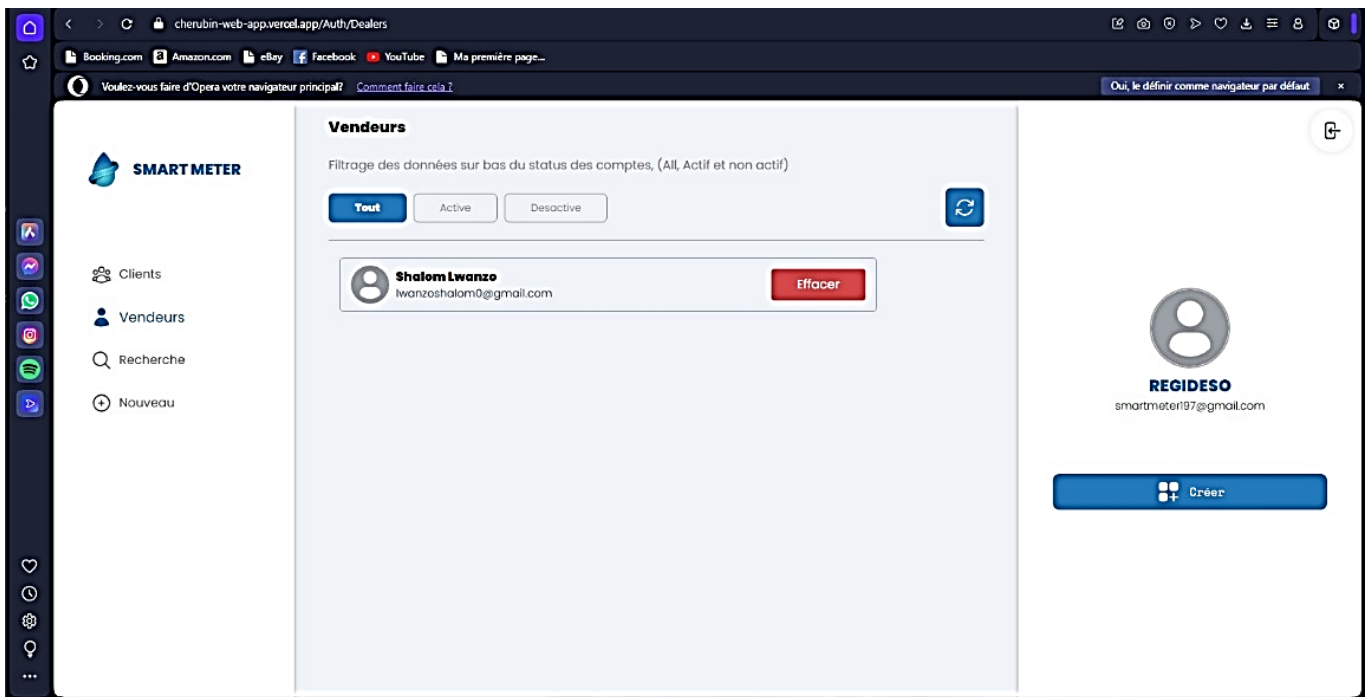 cherubin-web-app.vercel.app/Auth/Dealers
Booking.com Amazon.com eBay Facebook YouTube Ma première page...
Voulez-vous faire d'Opera votre navigateur principal? Comment faire cela ? Oui, le définir comme navigateur par défaut
SMART METER
Clients
Vendeurs
Recherche
Nouveau
Vendeurs
Filtrage des données sur bas du status des comptes, (All, Actif et non actif)
Tout Active Desactive
Shalom Lwanzo
lwanzoshalom0@gmail.com
Effacer
REGIDESO
smartmeter197@gmail.com
Créer